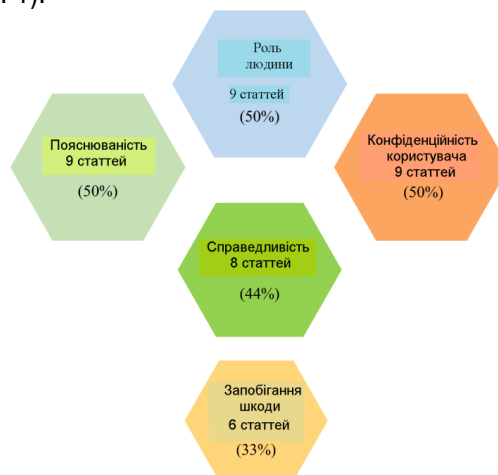 Роль
людини
9 статтей
(50%)
Пояснюваність
9 статтей
(50%)
Конфіденційність
користувача
9 статтей
(50%)
Справедливість
8 статтей
(44%)
Запобігання
шкоди
6 статтей
(33%)